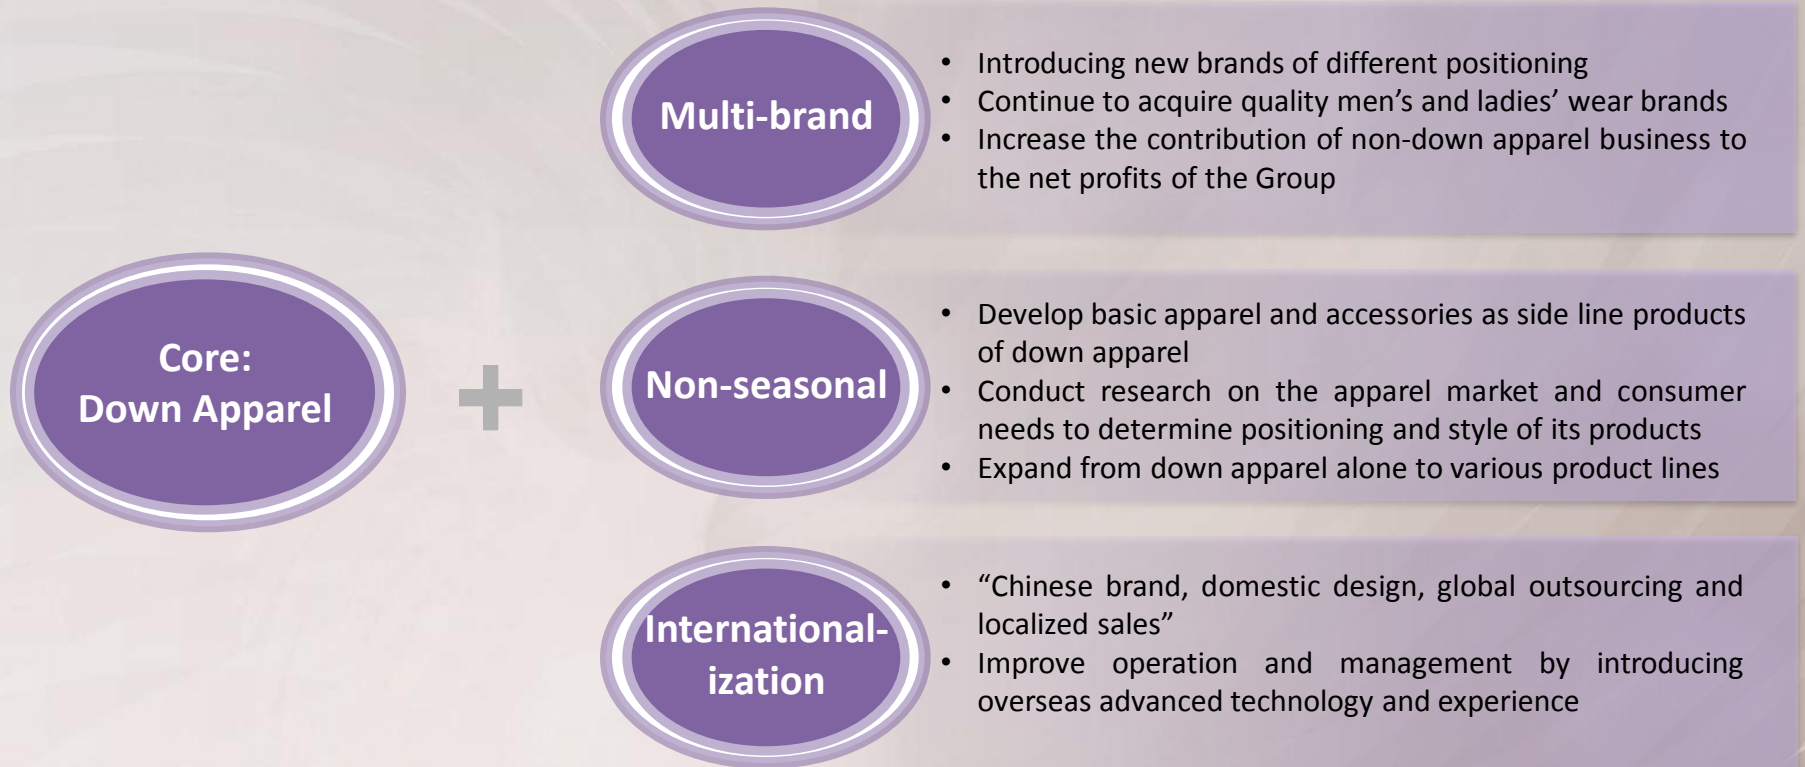 Core:
Down Apparel
Multi-brand
• Introducing new brands of different positioning
• Continue to acquire quality men’s and ladies’ wear brands
• Increase the contribution of non-down apparel business to
the net profits of the Group
Non-seasonal
• Develop basic apparel and accessories as side line products
of down apparel
• Conduct research on the apparel market and consumer
needs to determine positioning and style of its products
• Expand from down apparel alone to various product lines
International-
ization
• “Chinese brand, domestic design, global outsourcing and
localized sales”
• Improve operation and management by introducing
overseas advanced technology and experience